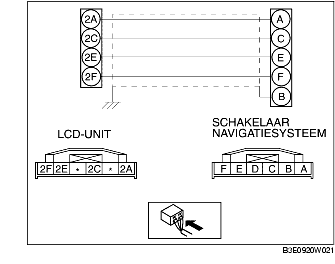 2A A
2C C
2E E
2F F
B
LCD-UNIT
SCHAKELAAR
NAVIGATIESYSTEEM
2F 2E * 2C * 2A
F E D C B A
B3E0920W021